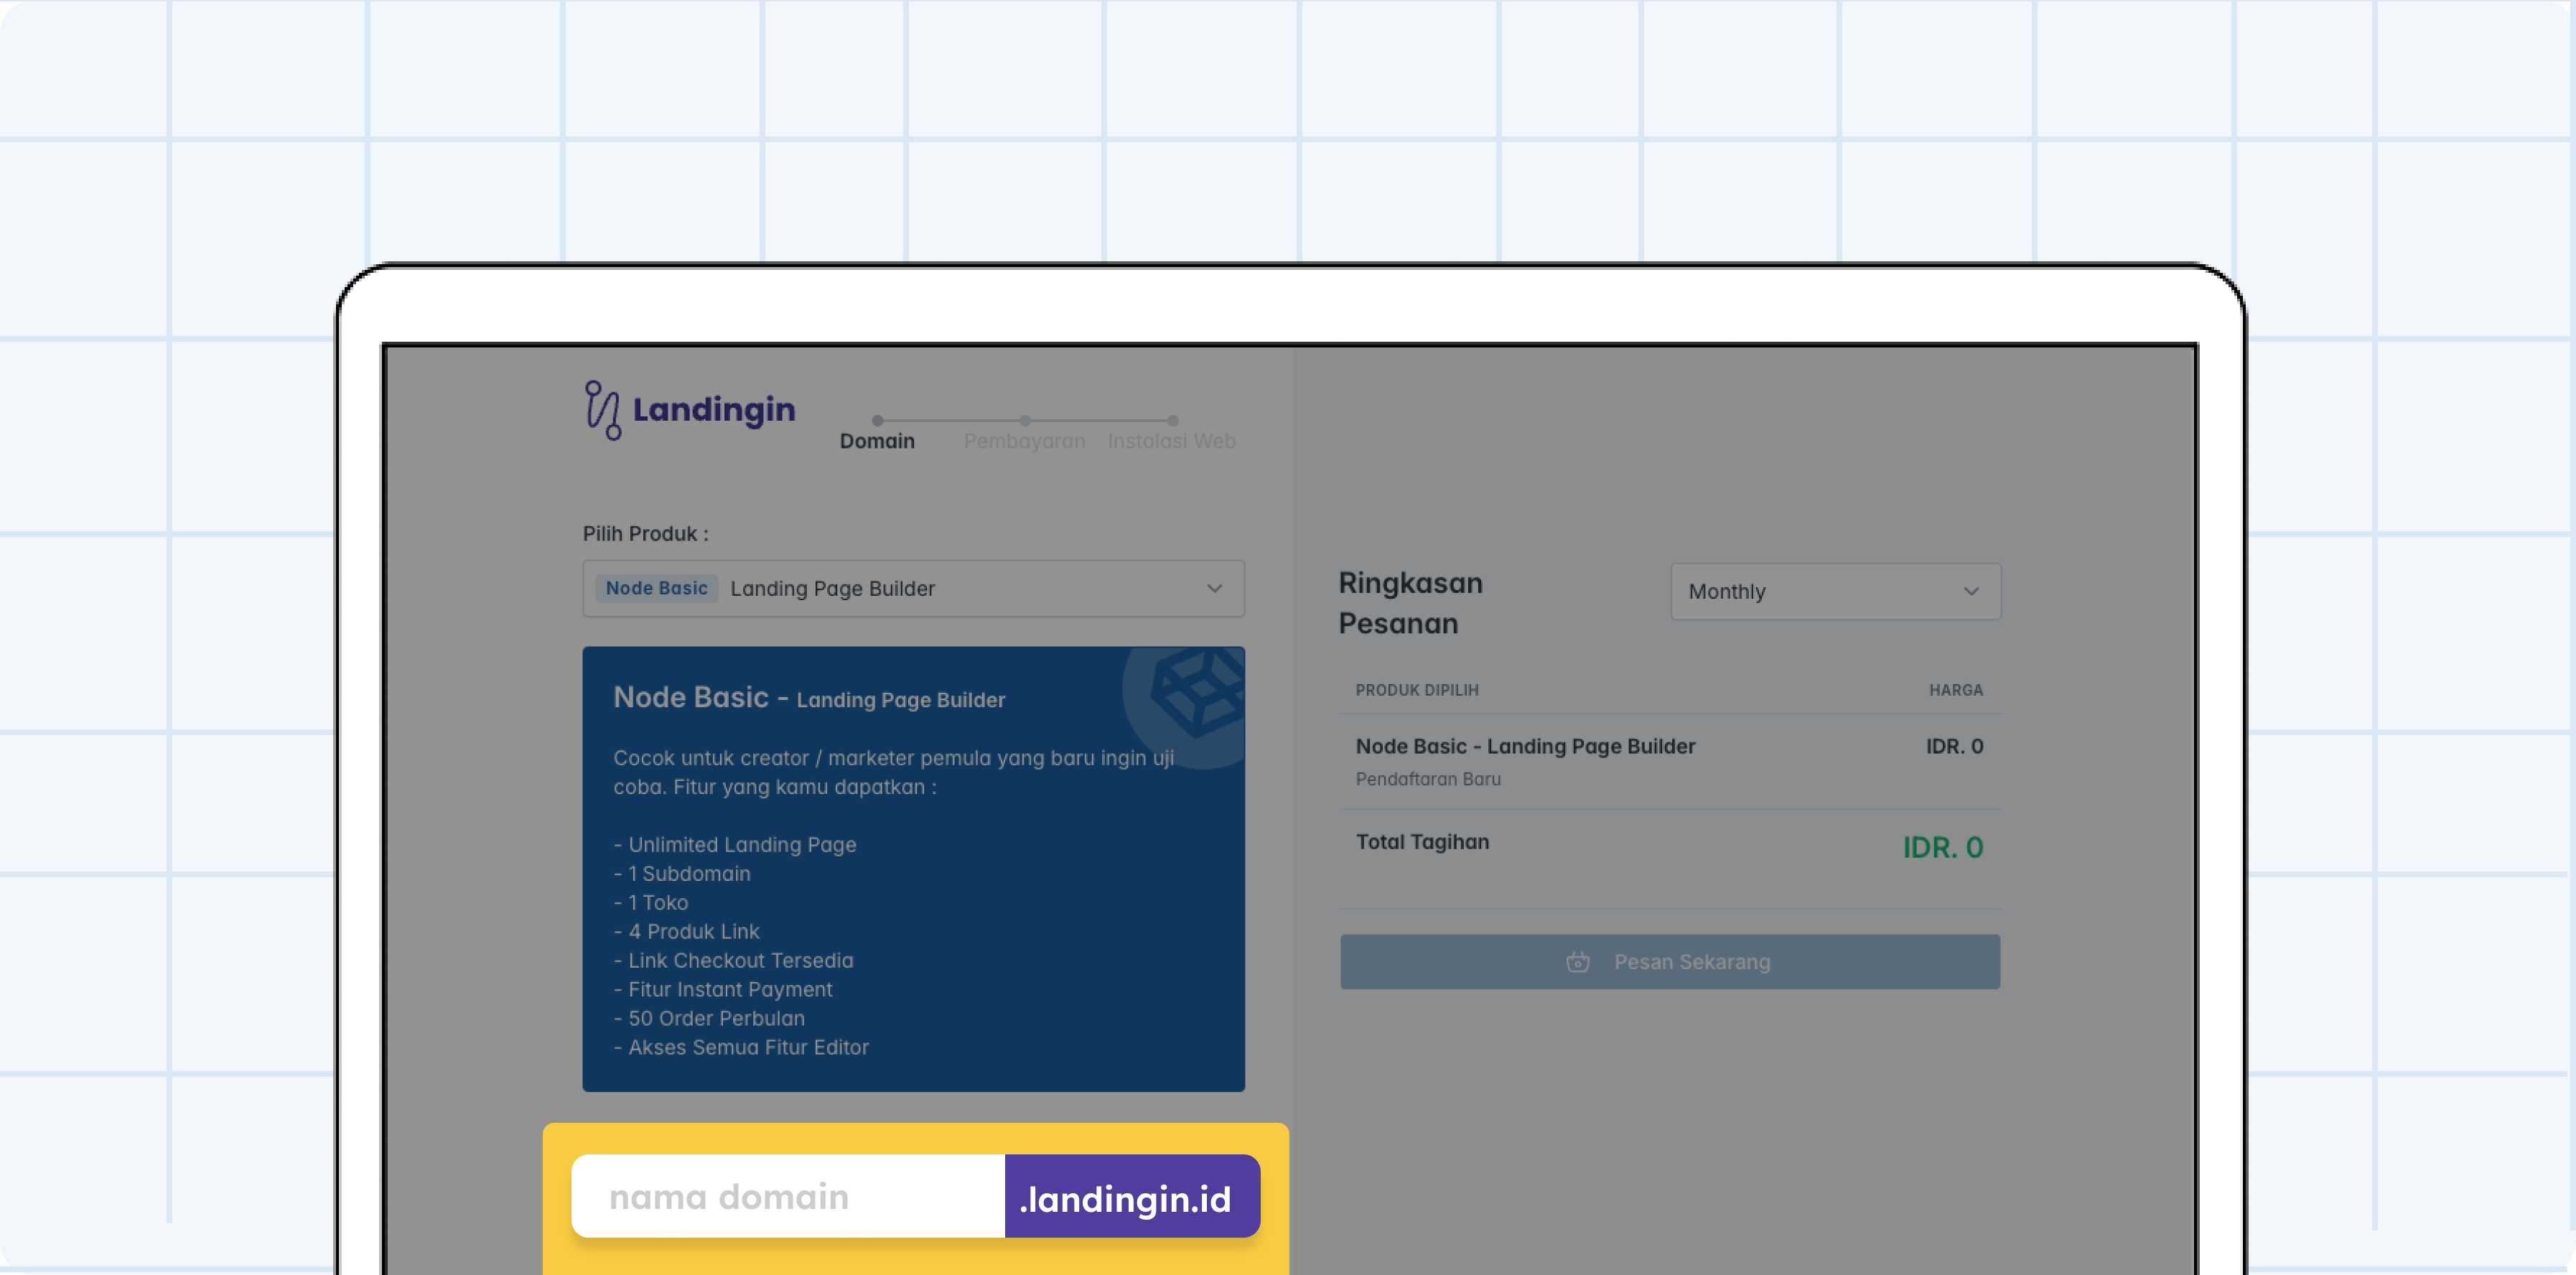 Landingin
Domain
Pembayaran
Instalasi Web
Pilih Produk :
Node Basic Landing Page Builder
Node Basic - Landing Page Builder
Cocok untuk creator / marketer pemula yang baru ingin uji
coba. Fitur yang kamu dapatkan :
- Unlimited Landing Page
- 1 Subdomain
- 1 Toko
- 4 Produk Link
- Link Checkout Tersedia
- Fitur Instant Payment
- 50 Order Perbulan
- Akses Semua Fitur Editor
nama domain .landingin.id
Ringkasan
Pesanan
Monthly
PRODUK DIPILIH HARGA
Node Basic - Landing Page Builder IDR. 0
Pendaftaran Baru
Total Tagihan IDR. 0
Pesan Sekarang